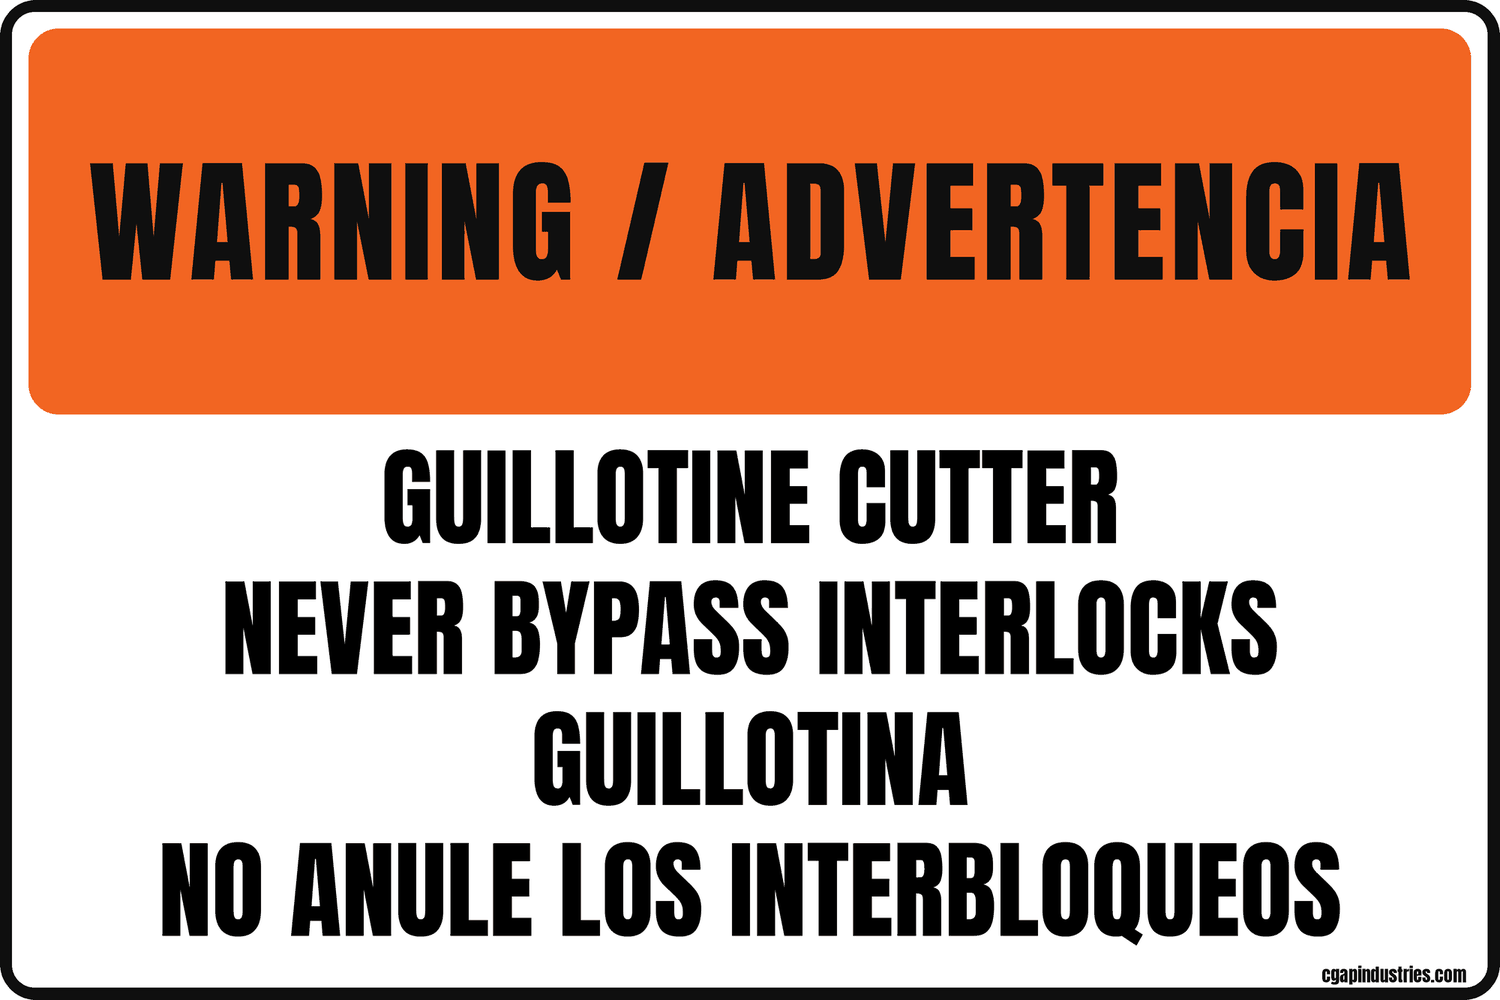 WARNING / ADVERTENCIA
GUILLOTINE CUTTER
NEVER BYPASS INTERLOCKS
GUILLOTINA
NO ANULE LOS INTERBLOQUEOS
cgapindustries.com